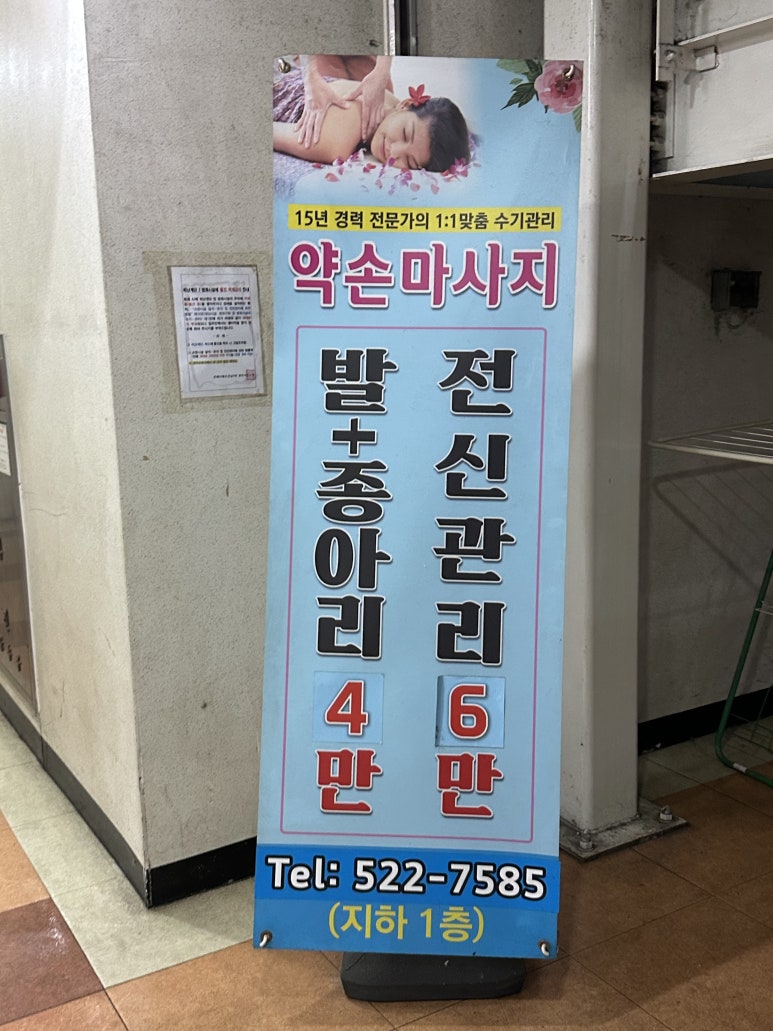 15년 경력 전문가의 1:1맞춤 수기관리
약손마사지
발+종아리 4만
전신관리 6만
Tel: 522-7585
(지하 1층)